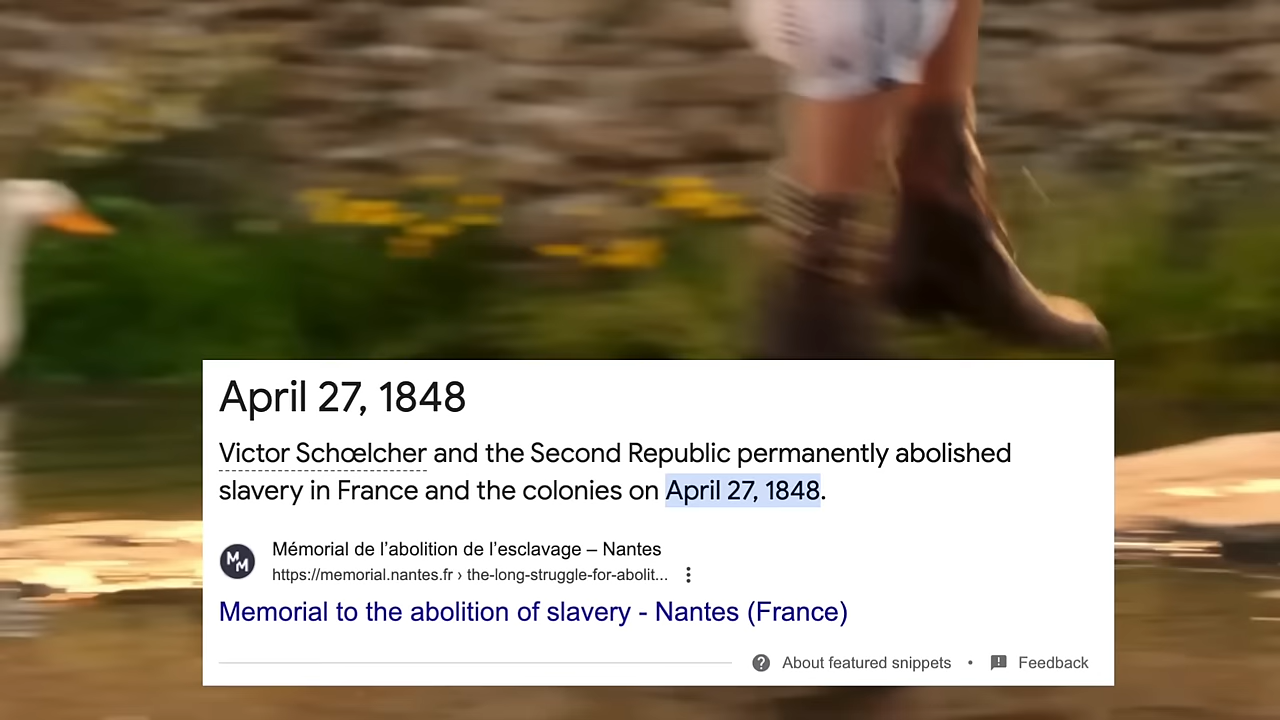 April 27, 1848
Victor Schœlcher and the Second Republic permanently abolished
slavery in France and the colonies on April 27, 1848.
MM
Mémorial de l'abolition de l'esclavage – Nantes
https://memorial.nantes.fr › the-long-struggle-for-abolit...
Memorial to the abolition of slavery - Nantes (France)
About featured snippets • Feedback